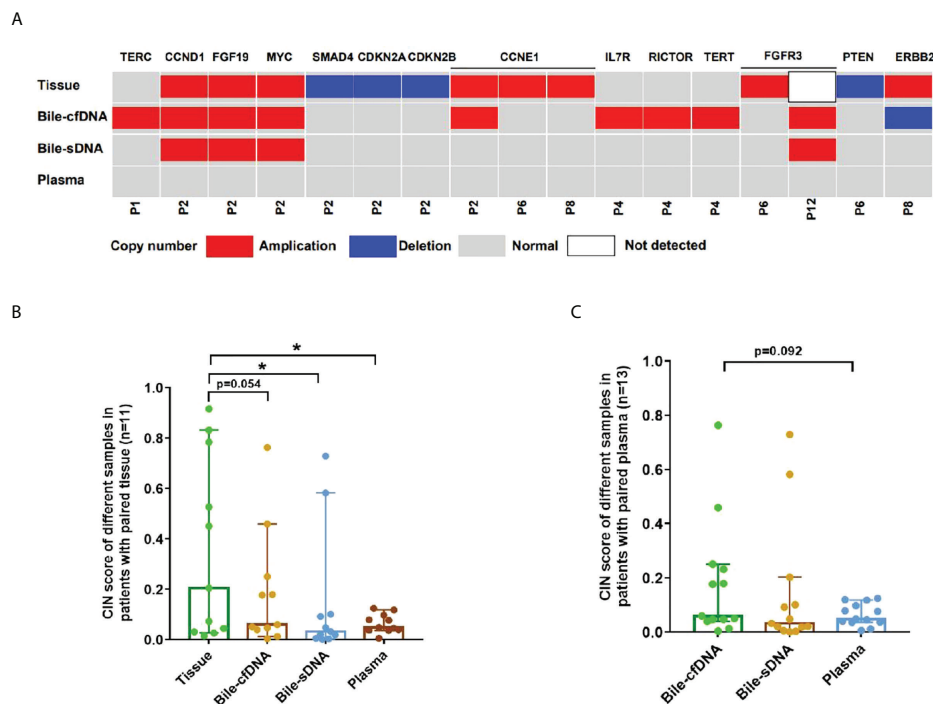 A
TERC CCND1 FGF19 MYC SMAD4 CDKN2A CDKN2B CCNE1 IL7R RICTOR TERT FGFR3 PTEN ERBB2
Tissue
Bile-cfDNA
Bile-sDNA
Plasma
P1 P2 P2 P2 P2 P2 P2 P2 P6 P8 P4 P4 P4 P6 P12 P6 P8
Copy number Amplication Deletion Normal Not detected
B
CIN score of different samples in
patients with paired tissue (n=11)
1.0
0.8
0.6
0.4
0.2
0.0
*
*
p=0.054
Tissue Bile-cfDNA Bile-sDNA Plasma
C
CIN score of different samples in
patients with paired plasma (n=13)
1.0
0.8
0.6
0.4
0.2
0.0
p=0.092
Bile-cfDNA Bile-sDNA Plasma